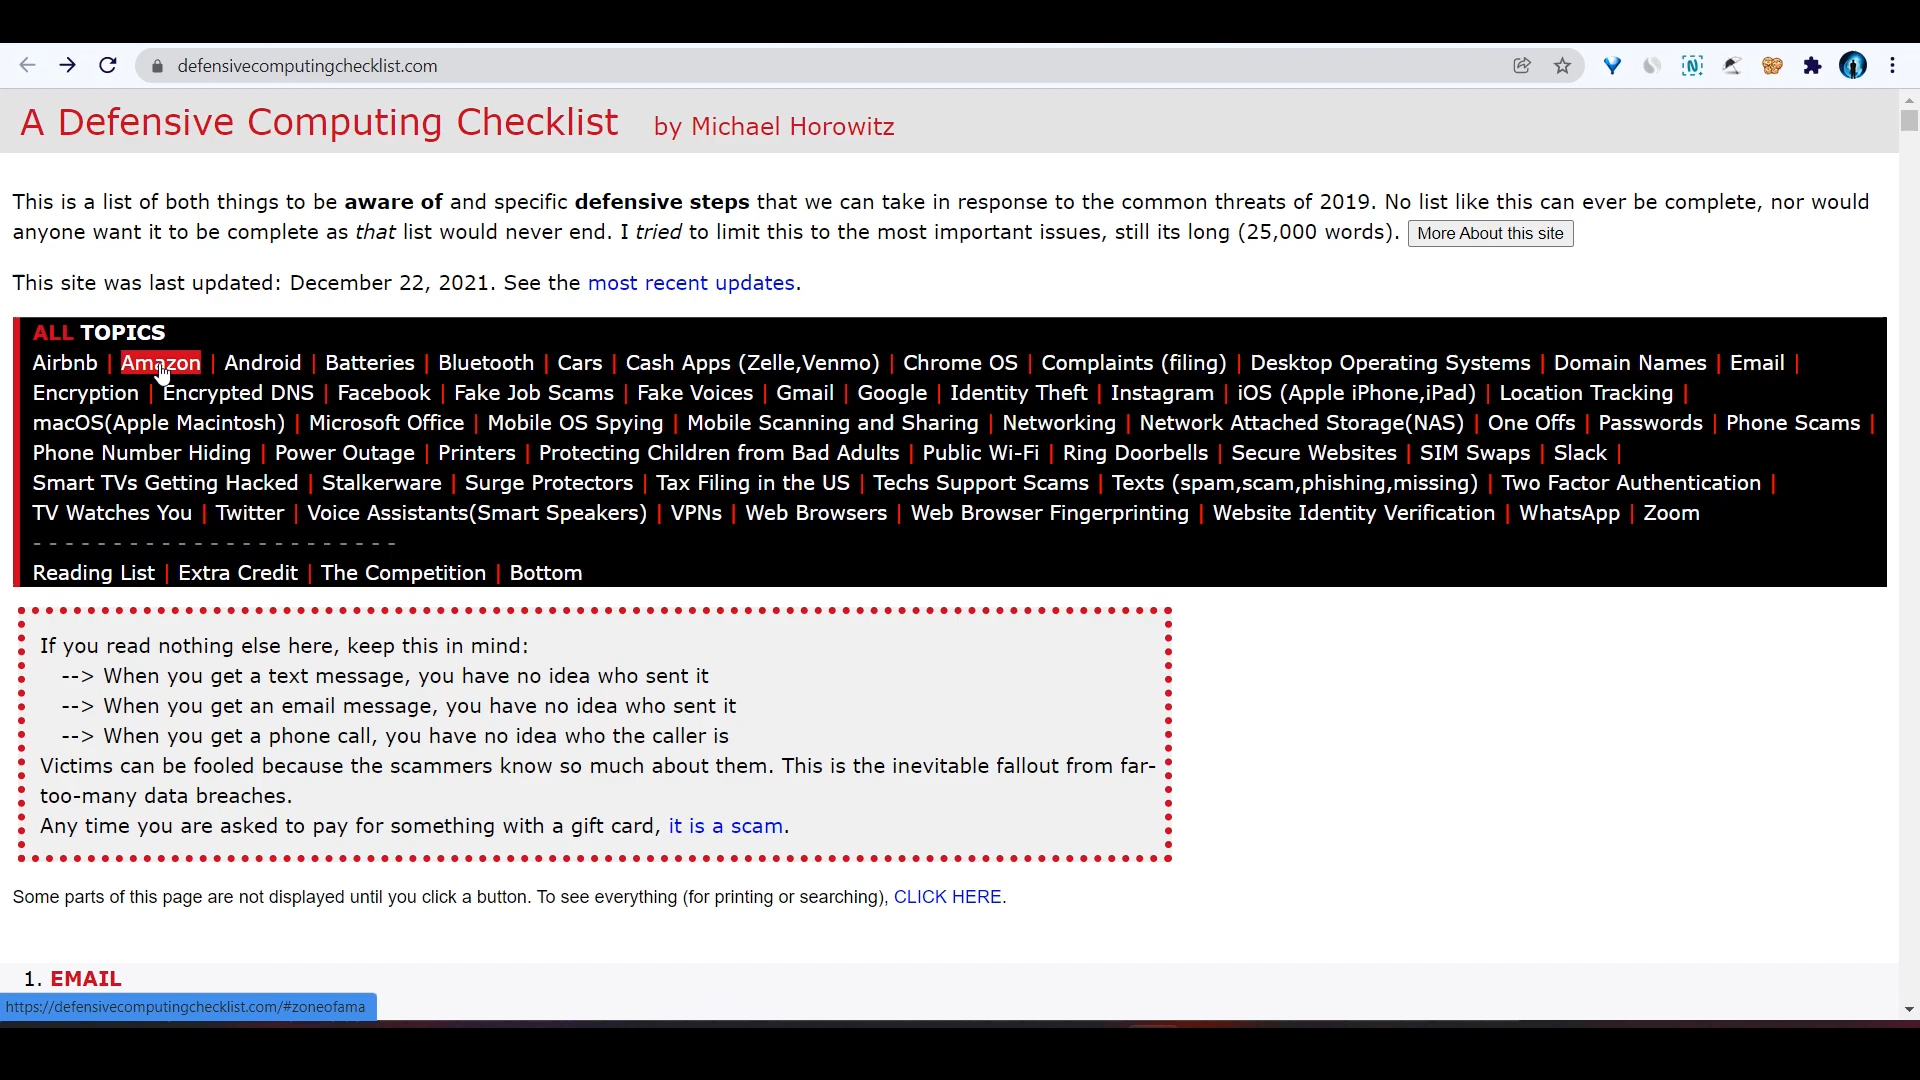 defensivecomputingchecklist.com
A Defensive Computing Checklist by Michael Horowitz
This is a list of both things to be aware of and specific defensive steps that we can take in response to the common threats of 2019. No list like this can ever be complete, nor would
anyone want it to be complete as that list would never end. I tried to limit this to the most important issues, still its long (25,000 words). More About this site
This site was last updated: December 22, 2021. See the most recent updates.
ALL TOPICS
Airbnb | Amazon | Android | Batteries | Bluetooth | Cars | Cash Apps (Zelle,Venmo) | Chrome OS | Complaints (filing) | Desktop Operating Systems | Domain Names | Email |
Encryption | Encrypted DNS | Facebook | Fake Job Scams | Fake Voices | Gmail | Google | Identity Theft | Instagram | iOS (Apple iPhone,iPad) | Location Tracking |
macOS(Apple Macintosh) | Microsoft Office | Mobile OS Spying | Mobile Scanning and Sharing | Networking | Network Attached Storage(NAS) | One Offs | Passwords | Phone Scams |
Phone Number Hiding | Power Outage | Printers | Protecting Children from Bad Adults | Public Wi-Fi | Ring Doorbells | Secure Websites | SIM Swaps | Slack |
Smart TVs Getting Hacked | Stalkerware | Surge Protectors | Tax Filing in the US | Techs Support Scams | Texts (spam,scam,phishing,missing) | Two Factor Authentication |
TV Watches You | Twitter | Voice Assistants(Smart Speakers) | VPNs | Web Browsers | Web Browser Fingerprinting | Website Identity Verification | WhatsApp | Zoom
- - - - - - - - - - - - - - - - - - - - - - -
Reading List | Extra Credit | The Competition | Bottom
If you read nothing else here, keep this in mind:
--> When you get a text message, you have no idea who sent it
--> When you get an email message, you have no idea who sent it
--> When you get a phone call, you have no idea who the caller is
Victims can be fooled because the scammers know so much about them. This is the inevitable fallout from far-
too-many data breaches.
Any time you are asked to pay for something with a gift card, it is a scam.
Some parts of this page are not displayed until you click a button. To see everything (for printing or searching), CLICK HERE.
1. EMAIL
https://defensivecomputingchecklist.com/#zoneofama